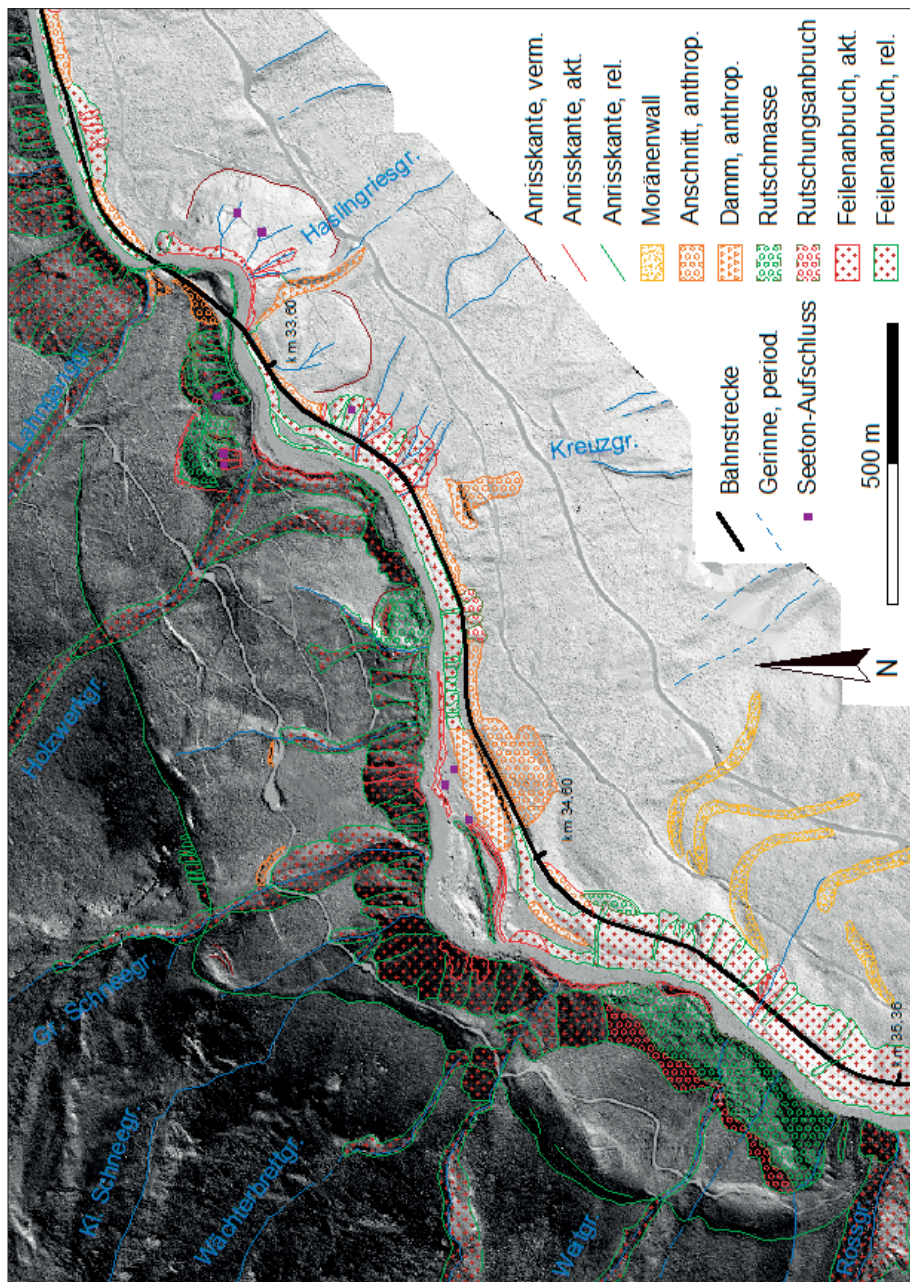 Kl. Schneegr.
Gr. Schneegr.
Holzwerkgr.
Wächterbrettgr.
Rossgr.
Haslingriesgr.
Kreuzgr.
km 33.60
km 34.60
km 35.36
Bahnstrecke
Gerinne, period.
Seeton-Aufschluss
500 m
N
Anrisskante, verm.
Anrisskante, akt.
Anrisskante, rel.
Moränenwall
Anschnitt, anthrop.
Damm, anthrop.
Rutschmasse
Rutschungsanbruch
Feilenanbruch, akt.
Feilenanbruch, rel.